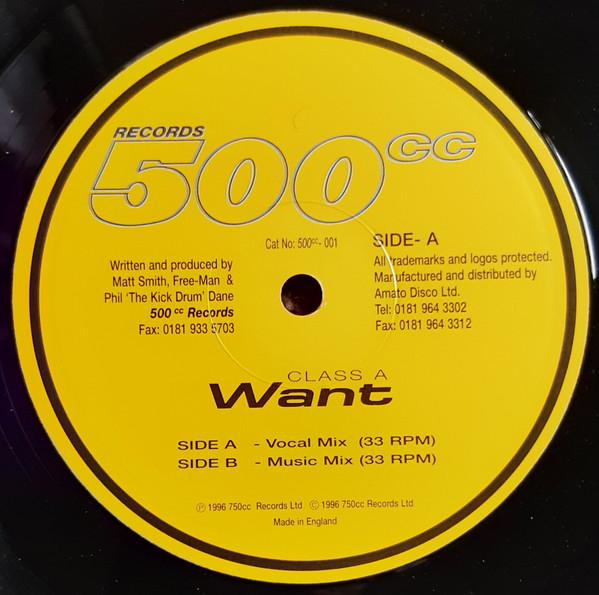 RECORDS
500cc
Cat No: 500cc- 001
SIDE- A
Written and produced by
Matt Smith, Free-Man &
Phil 'The Kick Drum' Dane
500 cc Records
Fax: 0181 933 5703
All trademarks and logos protected.
Manufactured and distributed by
Amato Disco Ltd.
Tel: 0181 964 3302
Fax: 0181 964 3312
CLASS A
Want
SIDE A - Vocal Mix (33 RPM)
SIDE B - Music Mix (33 RPM)
℗ 1996 750cc Records Ltd © 1996 750cc Records Ltd
Made in England